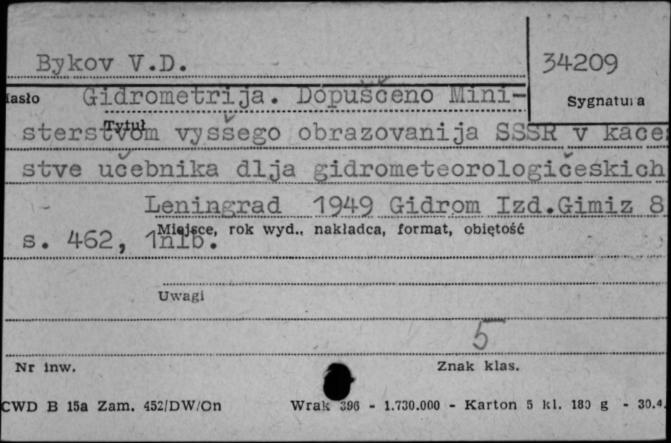 Bykov V.D.
34209
Hasło
Gidrometrija. Dopuščeno Mini-
Sygnatura
Tytuł
sterstvom vyššego obrazovanija SSSR v kače
stve učebnika dlja gidrometeorologičeskich
Leningrad 1949 Gidrom Izd.Gimiz 8
s. 462, 1nlb.
Miejsce, rok wyd., nakładca, format, objętość
Uwagi
5
Nr inw.
Znak klas.
CWD B 15a Zam. 452/DW/On Wrak 396 - 1.730.000 - Karton 5 kl. 180 g - 30.4.